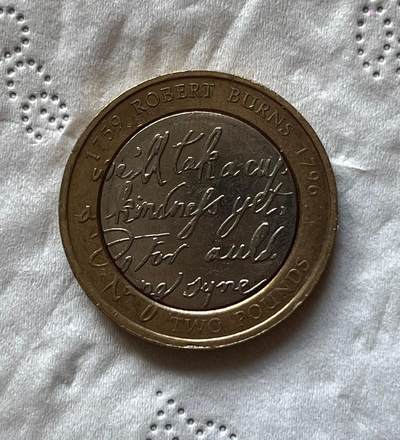 1759 ROBERT BURNS 1796
we'll tak a cup
a kindness yet,
for auld
lang syne
TWO POUNDS